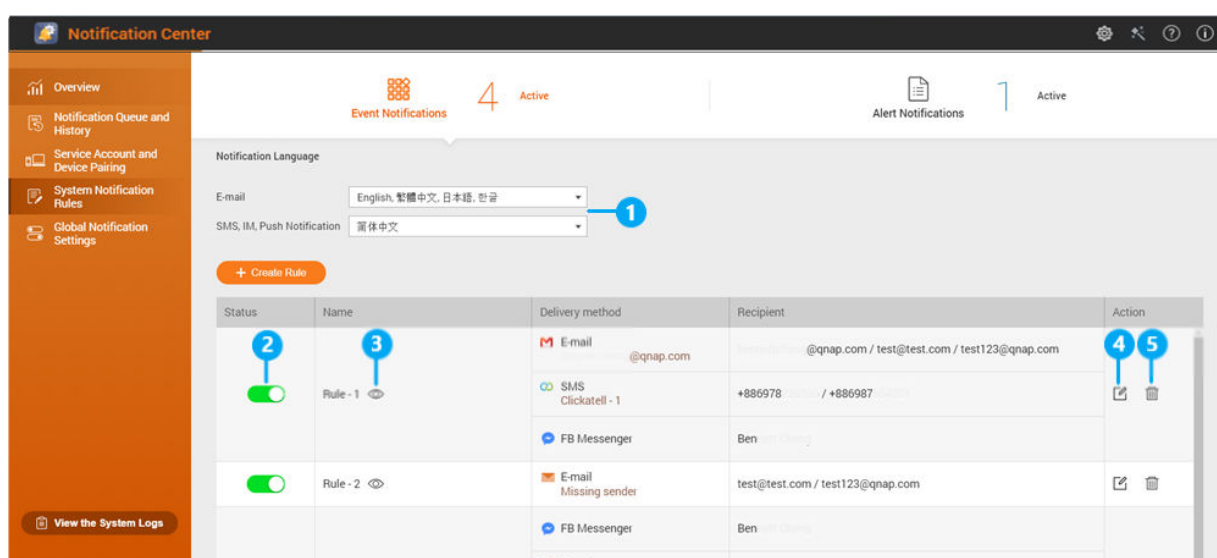 Notification Center
Overview
Notification Queue and
History
Service Account and
Device Pairing
System Notification
Rules
Global Notification
Settings
View the System Logs
Event Notifications
4
Active
Alert Notifications
1
Active
Notification Language
E-mail
English, 繁體中文, 日本語, 한글
1
SMS, IM, Push Notification
简体中文
+ Create Rule
Status
Name
Delivery method
Recipient
Action
2
3
E-mail
@qnap.com
@qnap.com / test@test.com / test123@qnap.com
4
5
Rule - 1
SMS
Clickatell - 1
+886978
/ +886987
FB Messenger
Ben
Rule - 2
E-mail
Missing sender
test@test.com / test123@qnap.com
FB Messenger
Ben